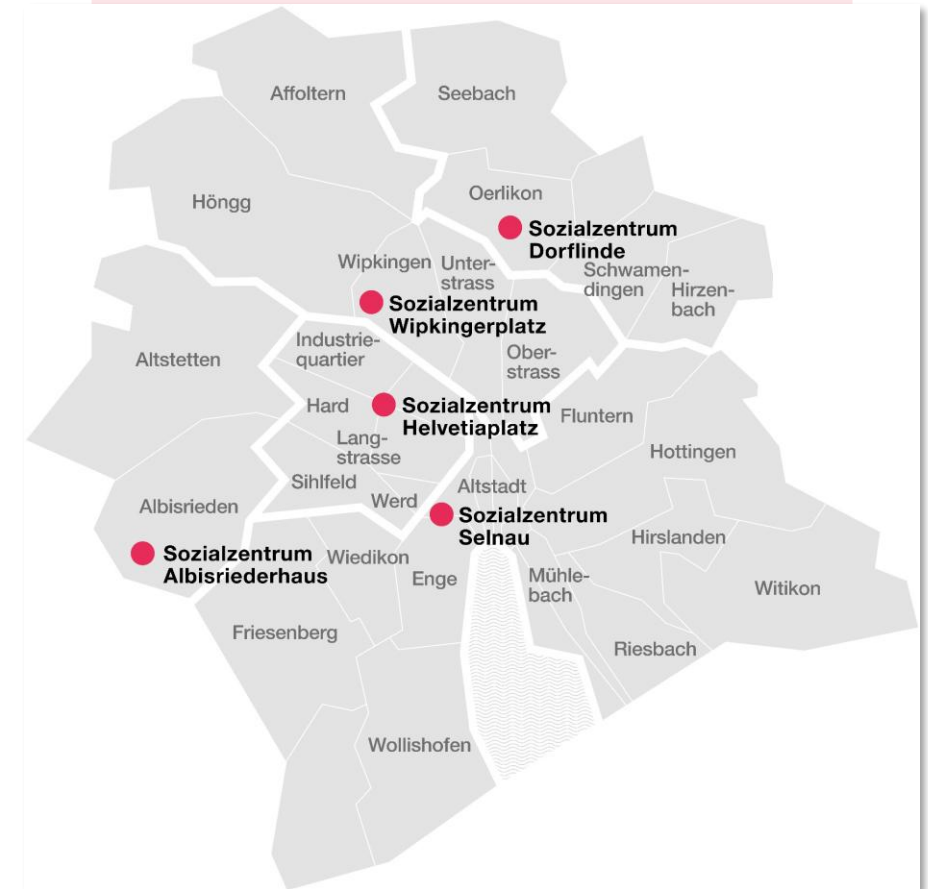 Affoltern
Seebach
Höngg
Oerlikon
Sozialzentrum
Dorflinde
Wipkingen
Unter-
strass
Schwamen-
dingen
Hirzen-
bach
Sozialzentrum
Wipkingerplatz
Industrie-
quartier
Altstetten
Ober-
strass
Hard
Sozialzentrum
Helvetiaplatz
Fluntern
Lang-
strasse
Hottingen
Sihlfeld
Werd
Altstadt
Albisrieden
Sozialzentrum
Selnau
Hirslanden
Sozialzentrum
Albisriederhaus
Wiedikon
Enge
Mühle-
bach
Witikon
Friesenberg
Riesbach
Wollishofen